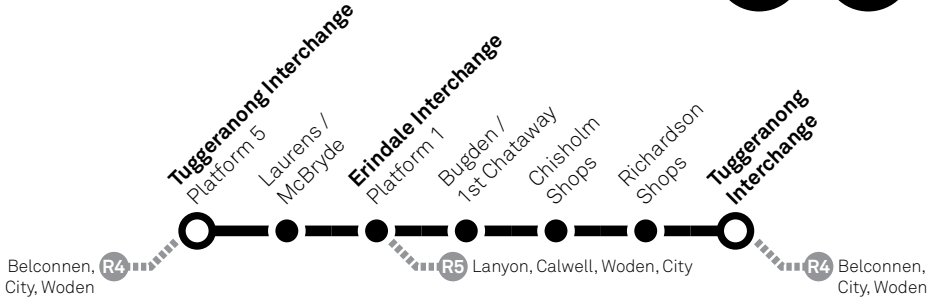 Tuggeranong Interchange
Platform 5
Laurens /
McBryde
Erindale Interchange
Platform 1
Bugden /
1st Chataway
Chisholm
Shops
Richardson
Shops
Tuggeranong
Interchange
Belconnen, R4
City, Woden
R5 Lanyon, Calwell, Woden, City
R4 Belconnen,
City, Woden